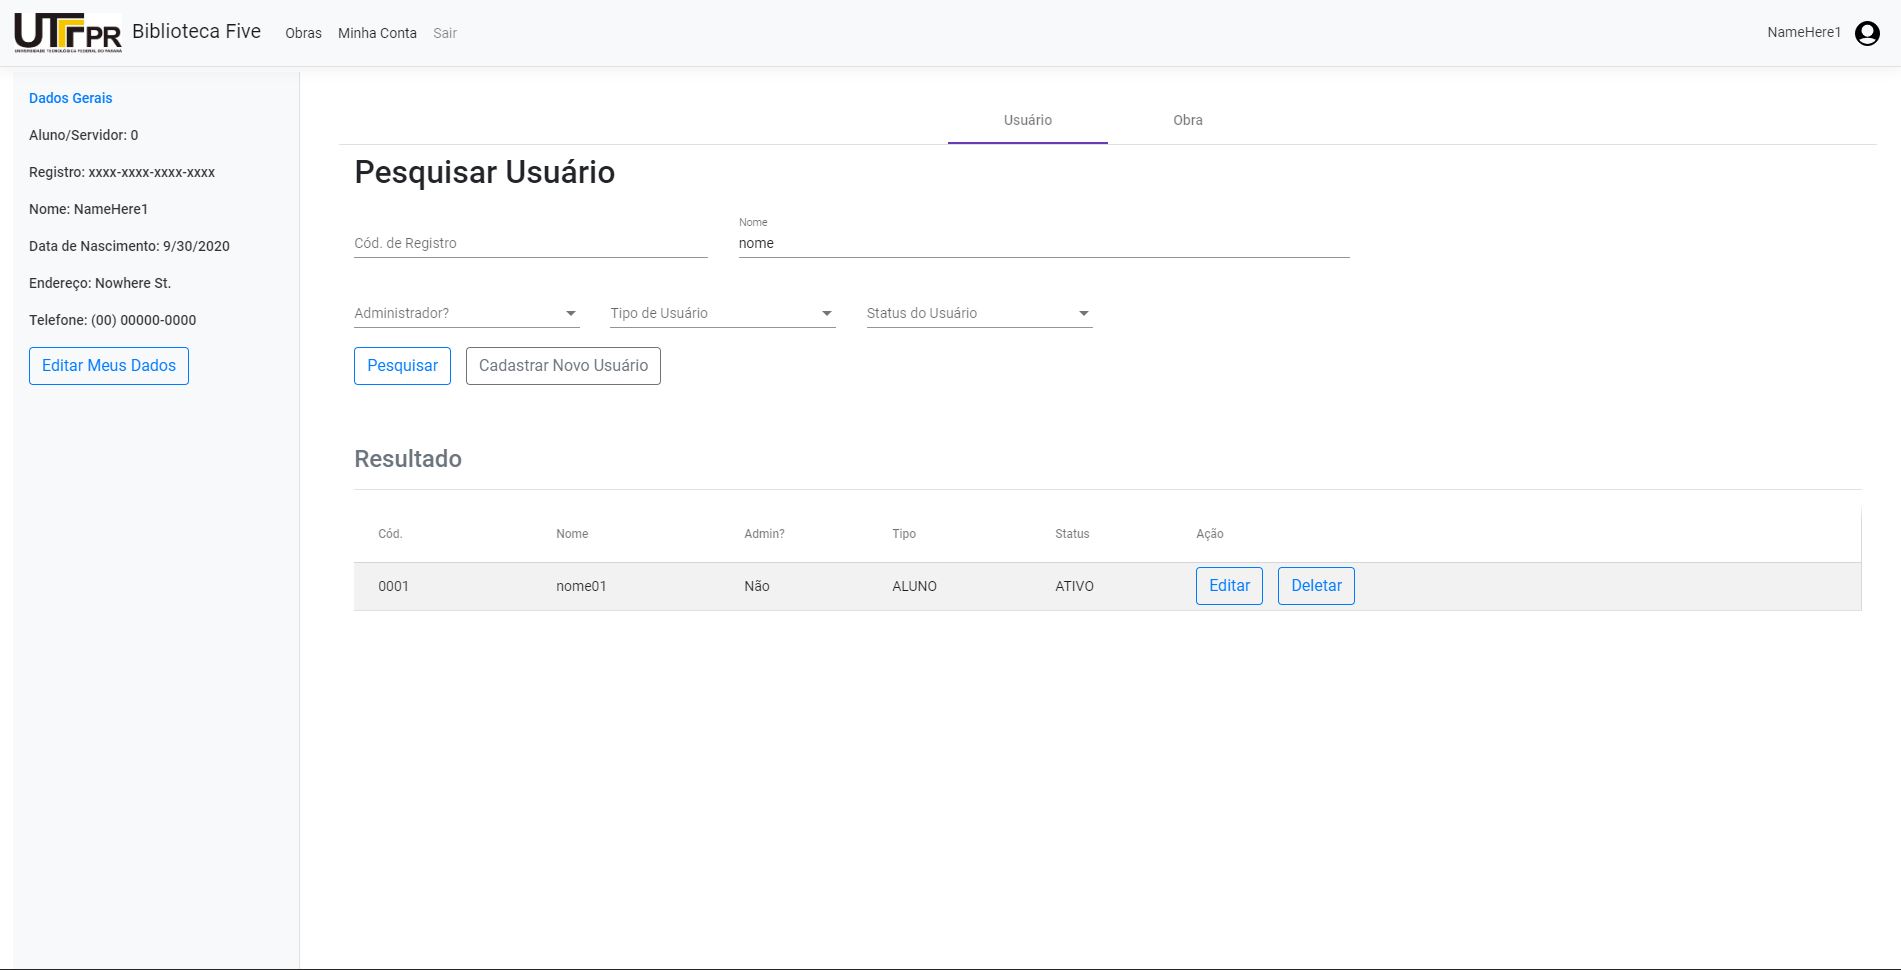 UTFPR Biblioteca Five Obras Minha Conta Sair NameHere1
UNIVERSIDADE TECNOLÓGICA FEDERAL DO PARANÁ
Dados Gerais
Aluno/Servidor: 0
Registro: xxxx-xxxx-xxxx-xxxx
Nome: NameHere1
Data de Nascimento: 9/30/2020
Endereço: Nowhere St.
Telefone: (00) 00000-0000
Editar Meus Dados
Usuário Obra
Pesquisar Usuário
Nome
Cód. de Registro nome
Administrador? Tipo de Usuário Status do Usuário
Pesquisar Cadastrar Novo Usuário
Resultado
Cód. Nome Admin? Tipo Status Ação
0001 nome01 Não ALUNO ATIVO Editar Deletar